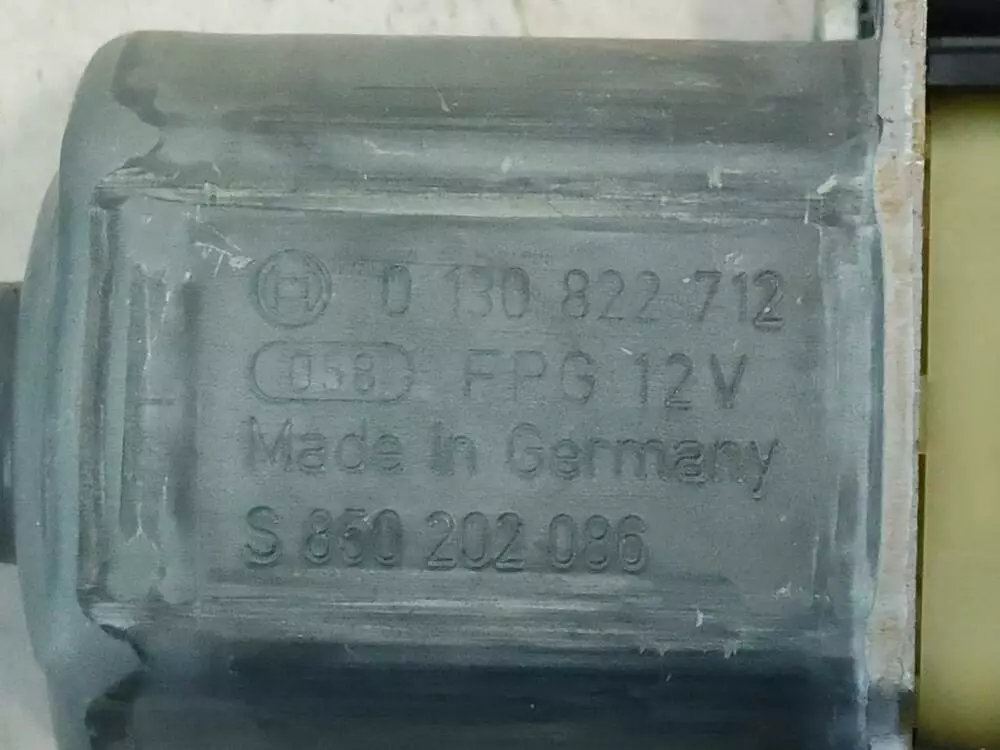 0 130 822 712
058 FPG 12V
Made in Germany
S 850 202 086